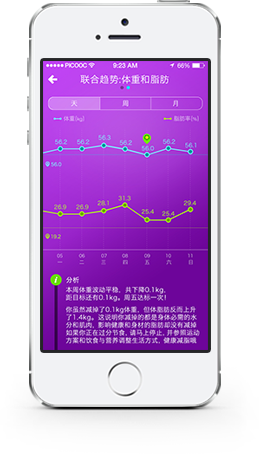 PICOOC 9:23 AM 66%
联合趋势:体重和脂肪
天 周 月
体重(kg) 脂肪率(%)
56.2 56.2 56.3 56.2 56.0 56.2 56.1
56.0
26.9 26.9 28.1 31.3 25.4 25.4 29.4
19.2
05 06 07 08 09 10 11
一 二 三 四 五 六 日
i 分析
本周体重波动平稳，共下降0.1kg,
距目标还有0.1kg。周五达标一次!
你虽然减掉了0.1kg体重，但体脂肪反而上升
了1.4kg。这说明你减掉的都是身体必需的水
分和肌肉，影响健康和身材的脂肪却没有减掉
如果你正在过分节食，请马上停止，并参照运动
方案和饮食与营养调整生活方式，健康减脂哦